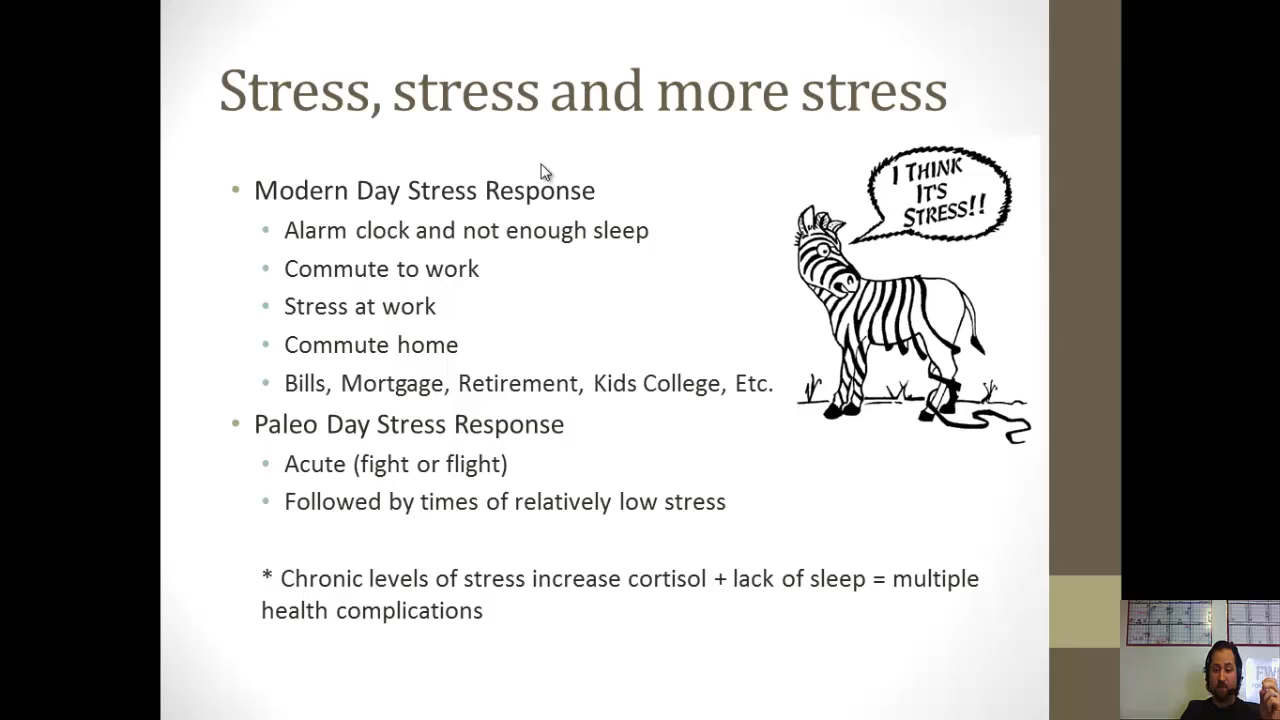 Stress, stress and more stress
• Modern Day Stress Response
• Alarm clock and not enough sleep
• Commute to work
• Stress at work
• Commute home
• Bills, Mortgage, Retirement, Kids College, Etc.
• Paleo Day Stress Response
• Acute (fight or flight)
• Followed by times of relatively low stress
* Chronic levels of stress increase cortisol + lack of sleep = multiple
health complications
I THINK
IT'S
STRESS!!